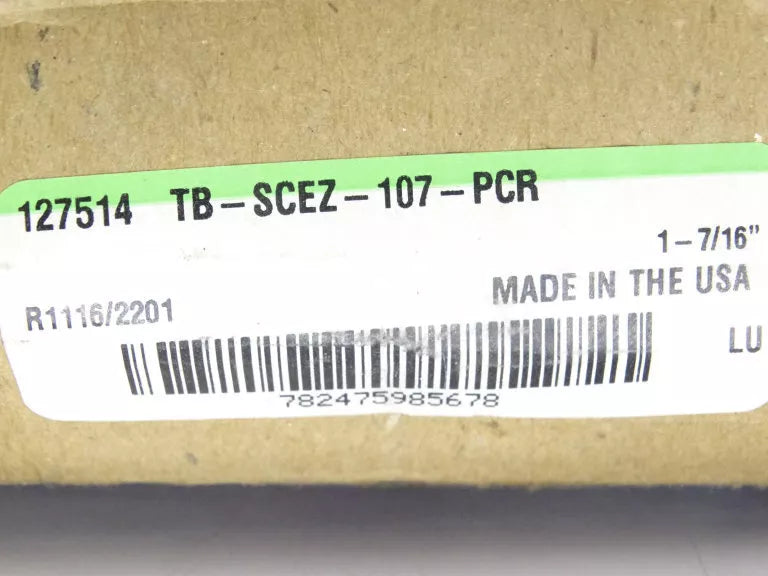 127514 TB-SCEZ-107-PCR
1-7/16"
R1116/2201 MADE IN THE USA
LU
782475985678